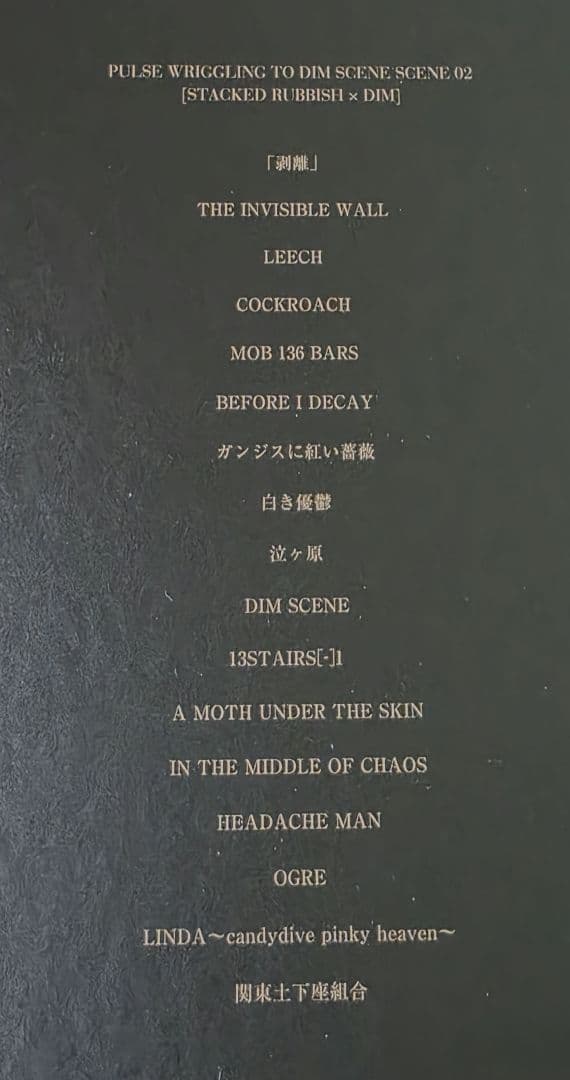 PULSE WRIGGLING TO DIM SCENE SCENE 02
[STACKED RUBBISH × DIM]
「剥離」
THE INVISIBLE WALL
LEECH
COCKROACH
MOB 136 BARS
BEFORE I DECAY
ガンジスに紅い薔薇
白き優鬱
泣ヶ原
DIM SCENE
13STAIRS[-]1
A MOTH UNDER THE SKIN
IN THE MIDDLE OF CHAOS
HEADACHE MAN
OGRE
LINDA～candydive pinky heaven～
関東土下座組合